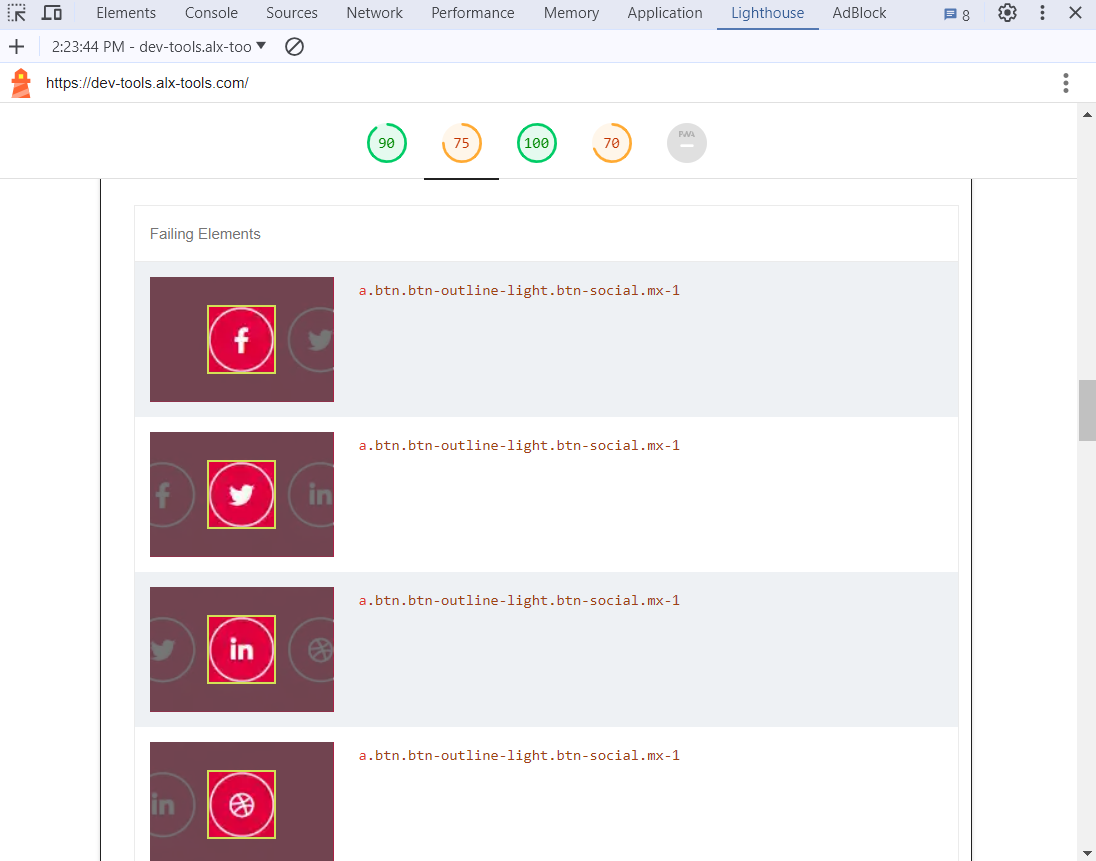 Elements Console Sources Network Performance Memory Application Lighthouse AdBlock 8
2:23:44 PM - dev-tools.alx-too
https://dev-tools.alx-tools.com/
90 75 100 70 PWA
Failing Elements
a.btn.btn-outline-light.btn-social.mx-1
a.btn.btn-outline-light.btn-social.mx-1
a.btn.btn-outline-light.btn-social.mx-1
a.btn.btn-outline-light.btn-social.mx-1